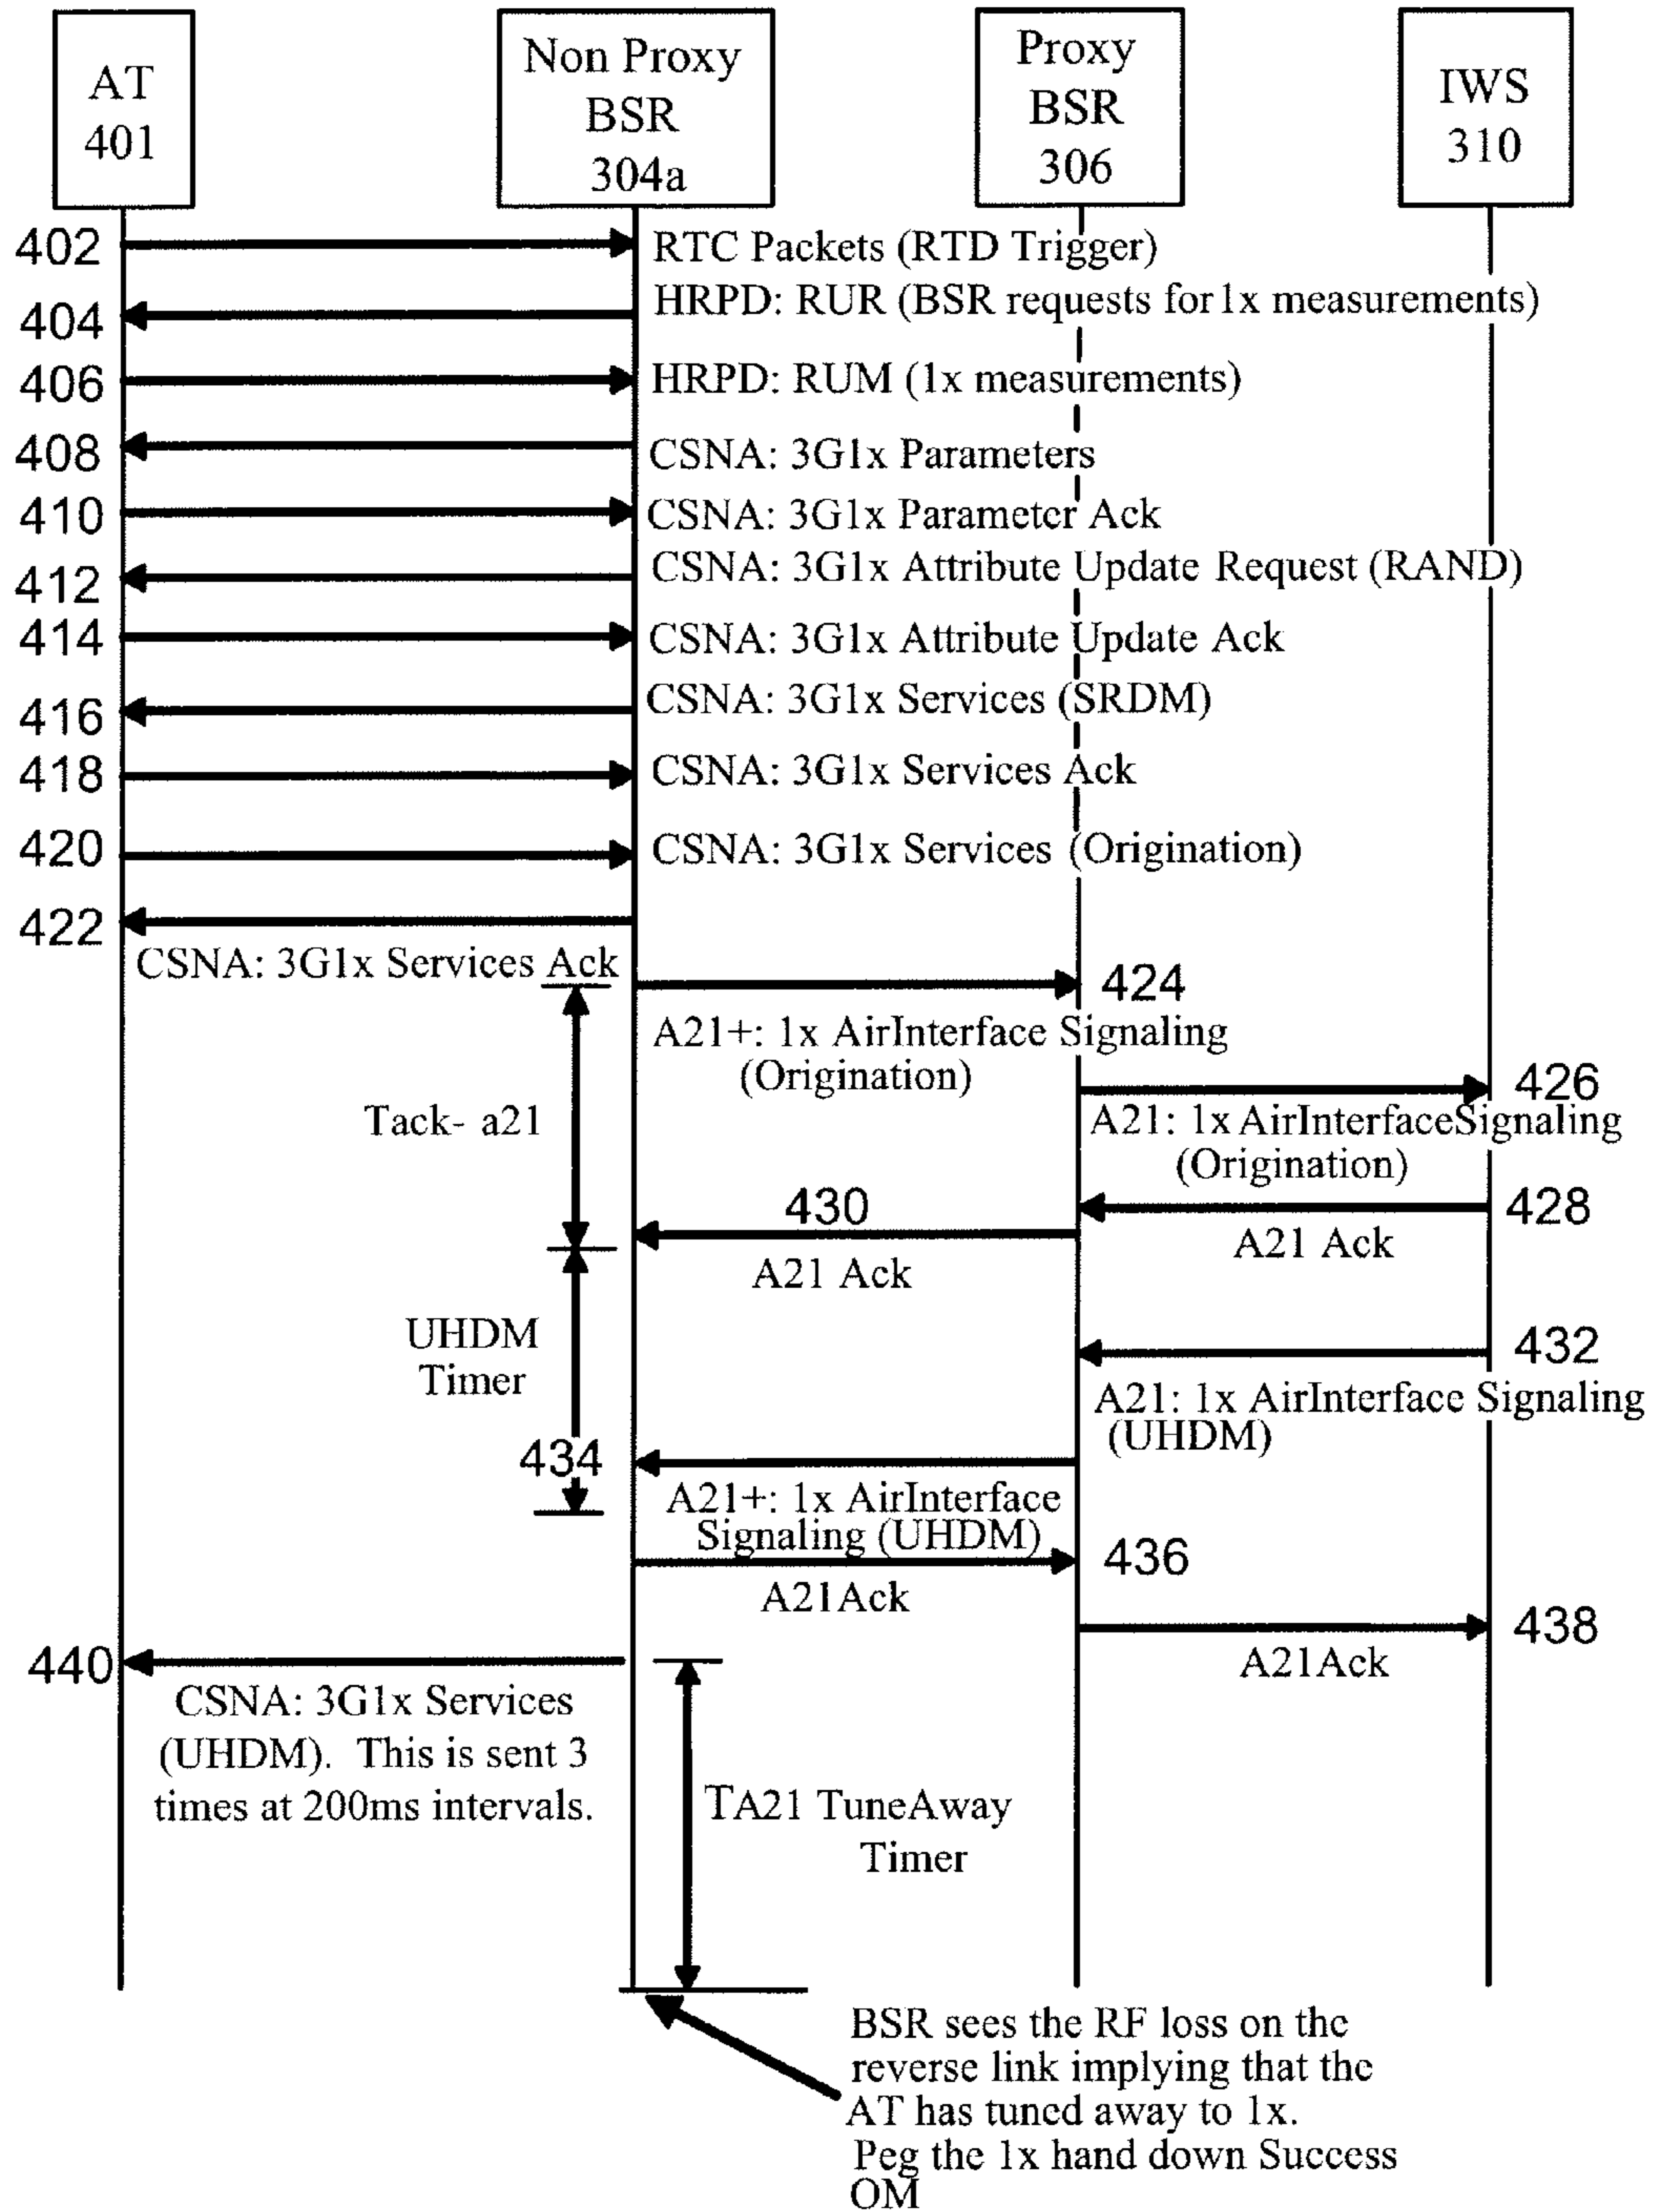 AT
401
Non Proxy
BSR
304a
Proxy
BSR
306
IWS
310
402
RTC Packets (RTD Trigger)
404
HRPD: RUR (BSR requests for 1x measurements)
406
HRPD: RUM (1x measurements)
408
CSNA: 3G1x Parameters
410
CSNA: 3G1x Parameter Ack
412
CSNA: 3G1x Attribute Update Request (RAND)
414
CSNA: 3G1x Attribute Update Ack
416
CSNA: 3G1x Services (SRDM)
418
CSNA: 3G1x Services Ack
420
CSNA: 3G1x Services (Origination)
422
CSNA: 3G1x Services Ack
424
A21+: 1x AirInterface Signaling
(Origination)
426
A21: 1x AirInterfaceSignaling
(Origination)
Tack- a21
428
A21 Ack
430
A21 Ack
UHDM
Timer
432
A21: 1x AirInterface Signaling
(UHDM)
434
A21+: 1x AirInterface
Signaling (UHDM)
436
A21Ack
438
A21Ack
440
CSNA: 3G1x Services
(UHDM). This is sent 3
times at 200ms intervals.
TA21 TuneAway
Timer
BSR sees the RF loss on the
reverse link implying that the
AT has tuned away to 1x.
Peg the 1x hand down Success
OM